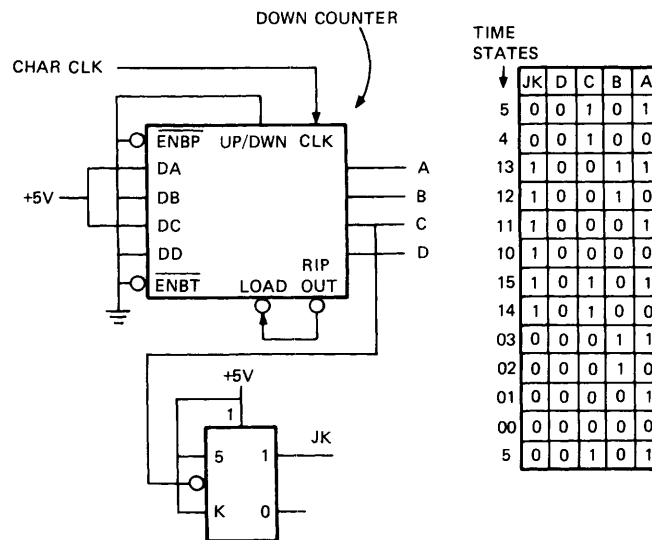 DOWN COUNTER
CHAR CLK
ENBP UP/DWN CLK
DA
DB
DC
DD
ENBT LOAD RIP OUT
+5V
A
B
C
D
+5V
1
5 1
K 0
JK
TIME
STATES
JK D C B A
5 0 0 1 0 1
4 0 0 1 0 0
13 1 0 0 1 1
12 1 0 0 1 0
11 1 0 0 0 1
10 1 0 0 0 0
15 1 0 1 0 1
14 1 0 1 0 0
03 0 0 0 1 1
02 0 0 0 1 0
01 0 0 0 0 1
00 0 0 0 0 0
5 0 0 1 0 1